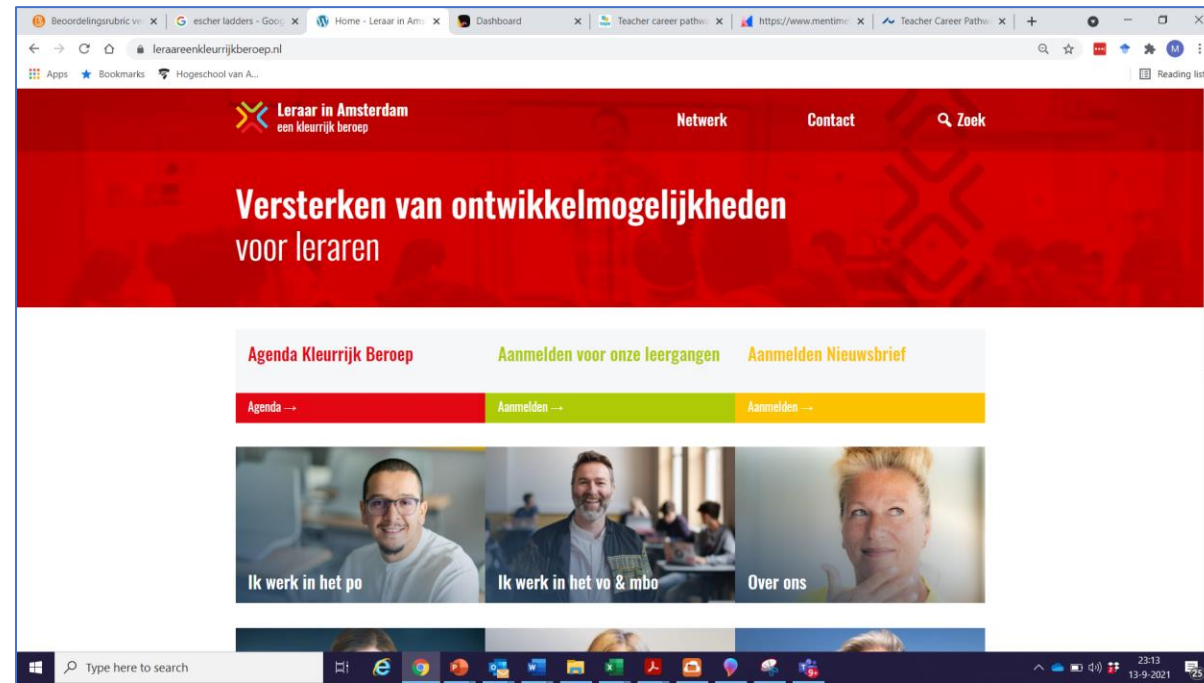 Beoordelingsrubric ve
escher ladders - Goog
Home - Leraar in Ams
Dashboard
Teacher career pathw
https://www.mentime
Teacher Career Pathw
leraareenkleurrijkberoep.nl
M
Apps
Bookmarks
Hogeschool van A...
Reading list
Leraar in Amsterdam
een kleurrijk beroep
Netwerk
Contact
Zoek
Versterken van ontwikkelmogelijkheden
voor leraren
Agenda Kleurrijk Beroep
Aanmelden voor onze leergangen
Aanmelden Nieuwsbrief
Agenda →
Aanmelden →
Aanmelden →
Ik werk in het po
Ik werk in het vo & mbo
Over ons
Type here to search
23:13
13-9-2021
25